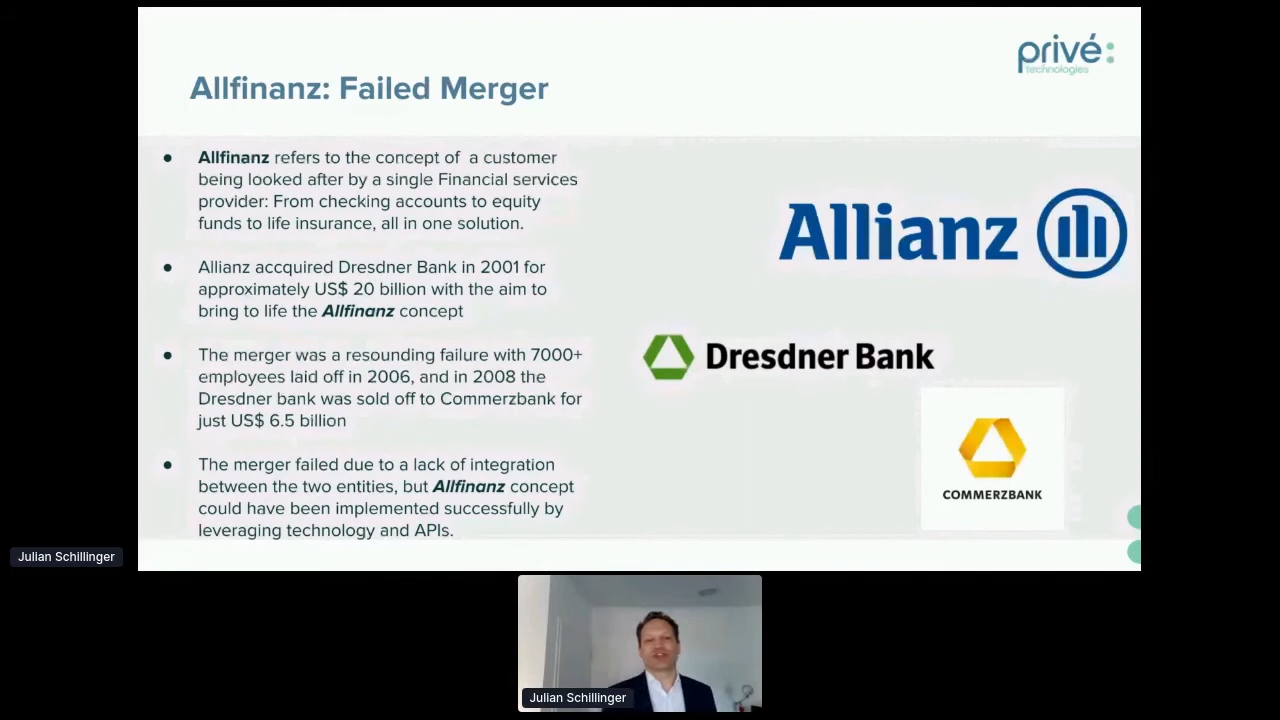 privé:
technologies
Allfinanz: Failed Merger
● Allfinanz refers to the concept of a customer
being looked after by a single Financial services
provider: From checking accounts to equity
funds to life insurance, all in one solution.
● Allianz accquired Dresdner Bank in 2001 for
approximately US$ 20 billion with the aim to
bring to life the Allfinanz concept
● The merger was a resounding failure with 7000+
employees laid off in 2006, and in 2008 the
Dresdner bank was sold off to Commerzbank for
just US$ 6.5 billion
● The merger failed due to a lack of integration
between the two entities, but Allfinanz concept
could have been implemented successfully by
leveraging technology and APIs.
Allianz
Dresdner Bank
COMMERZBANK
Julian Schillinger
Julian Schillinger